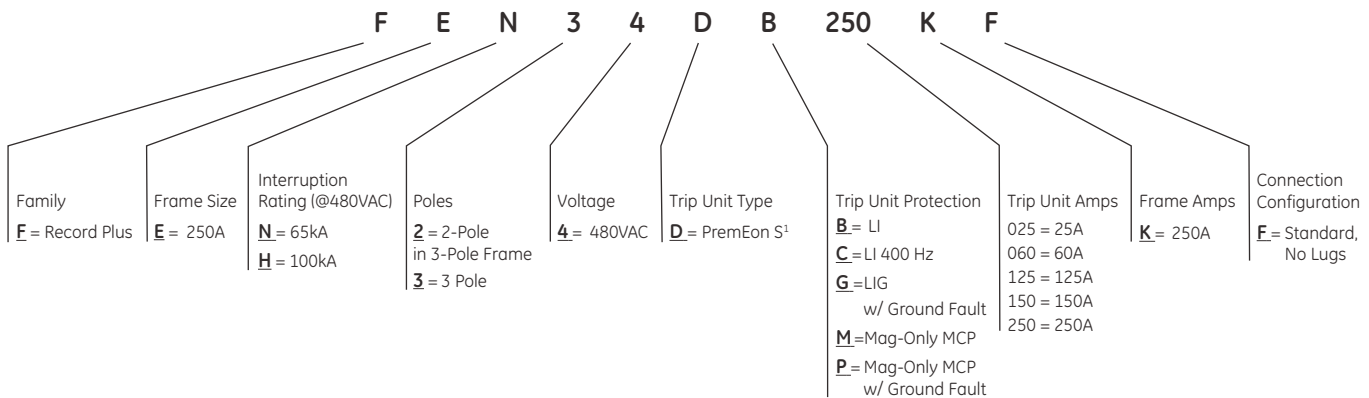 F E N 3 4 D B 250 K F
Family
F = Record Plus
Frame Size
E = 250A
Interruption
Rating (@480VAC)
N = 65kA
H = 100kA
Poles
2 = 2-Pole
in 3-Pole Frame
3 = 3 Pole
Voltage
4 = 480VAC
Trip Unit Type
D = PremEon S¹
Trip Unit Protection
B = LI
C = LI 400 Hz
G =LIG
w/ Ground Fault
M =Mag-Only MCP
P = Mag-Only MCP
w/ Ground Fault
Trip Unit Amps
025 = 25A
060 = 60A
125 = 125A
150 = 150A
250 = 250A
Frame Amps
K = 250A
Connection
Configuration
F = Standard,
No Lugs